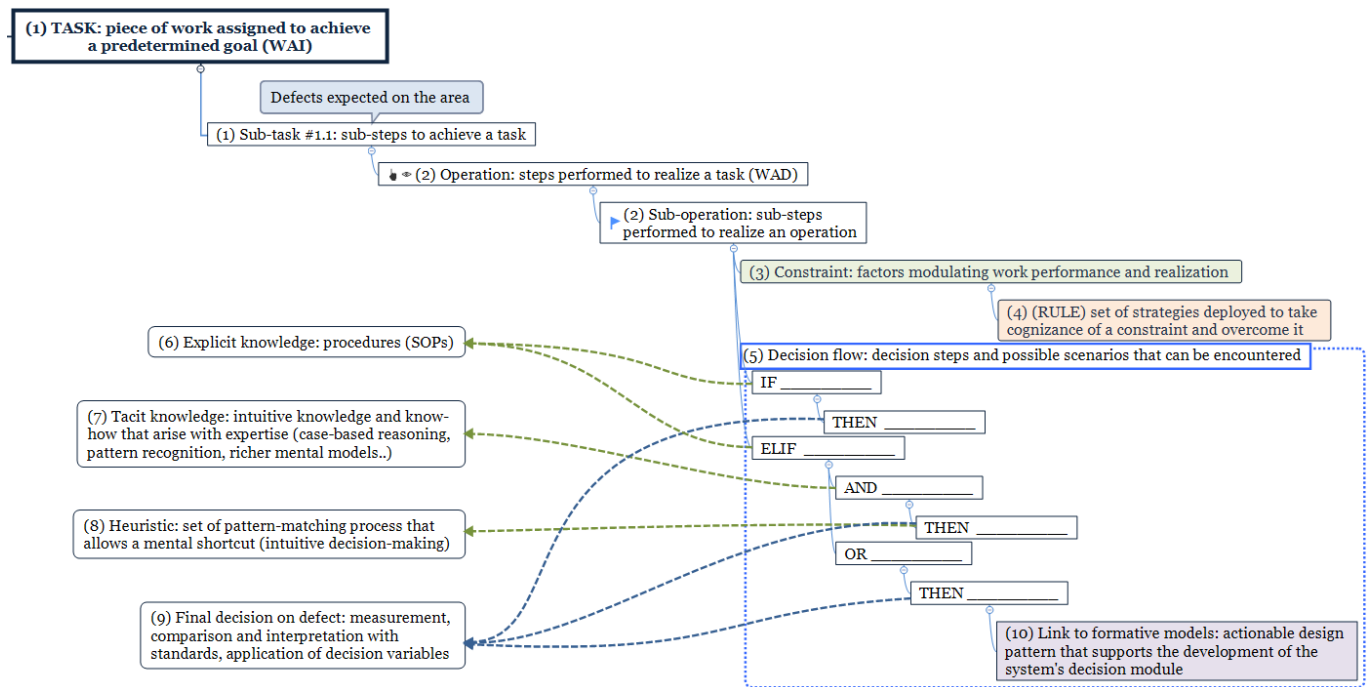 (1) TASK: piece of work assigned to achieve
a predetermined goal (WAI)
Defects expected on the area
(1) Sub-task #1.1: sub-steps to achieve a task
(2) Operation: steps performed to realize a task (WAD)
(2) Sub-operation: sub-steps
performed to realize an operation
(3) Constraint: factors modulating work performance and realization
(4) (RULE) set of strategies deployed to take
cognizance of a constraint and overcome it
(5) Decision flow: decision steps and possible scenarios that can be encountered
IF __________
THEN __________
ELIF __________
AND __________
THEN __________
OR __________
THEN __________
(6) Explicit knowledge: procedures (SOPs)
(7) Tacit knowledge: intuitive knowledge and know-
how that arise with expertise (case-based reasoning,
pattern recognition, richer mental models..)
(8) Heuristic: set of pattern-matching process that
allows a mental shortcut (intuitive decision-making)
(9) Final decision on defect: measurement,
comparison and interpretation with
standards, application of decision variables
(10) Link to formative models: actionable design
pattern that supports the development of the
system's decision module